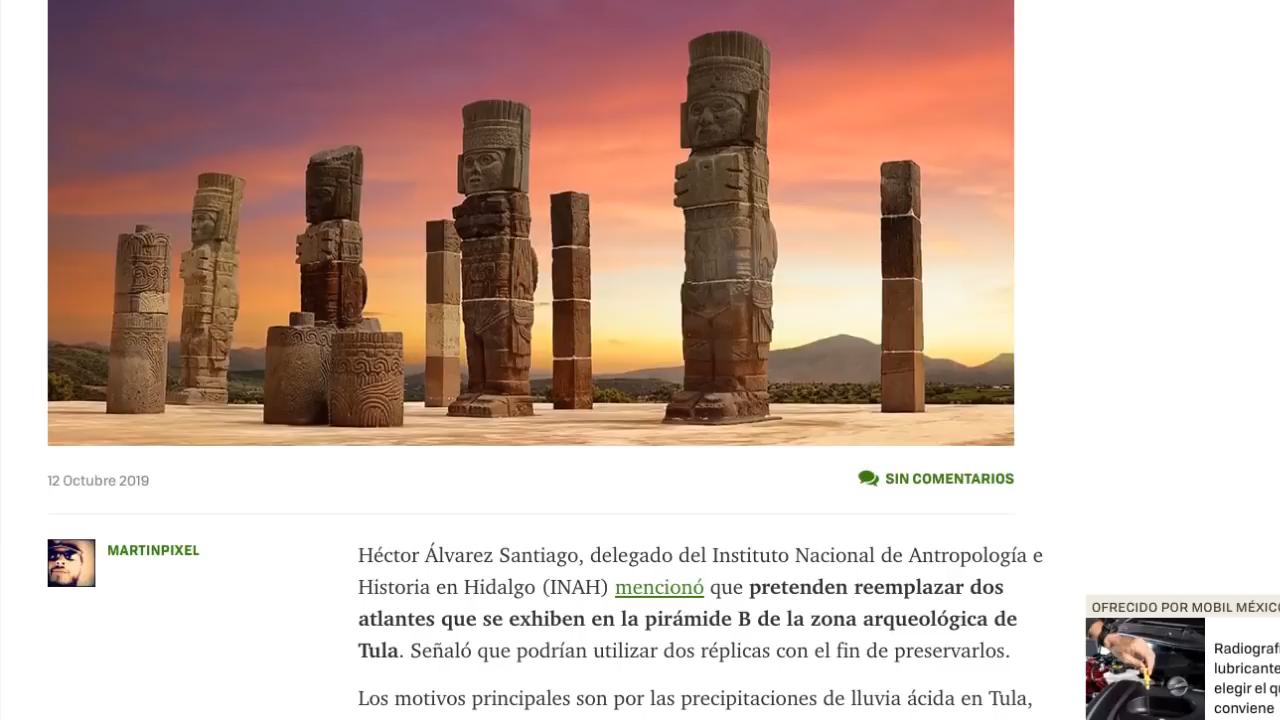 12 Octubre 2019
SIN COMENTARIOS
MARTINPIXEL
Héctor Álvarez Santiago, delegado del Instituto Nacional de Antropología e
Historia en Hidalgo (INAH) mencionó que pretenden reemplazar dos
atlantes que se exhiben en la pirámide B de la zona arqueológica de
Tula. Señaló que podrían utilizar dos réplicas con el fin de preservarlos.
Los motivos principales son por las precipitaciones de lluvia ácida en Tula,
OFRECIDO POR MOBIL MÉXICO
lubricante
elegir el
conviene